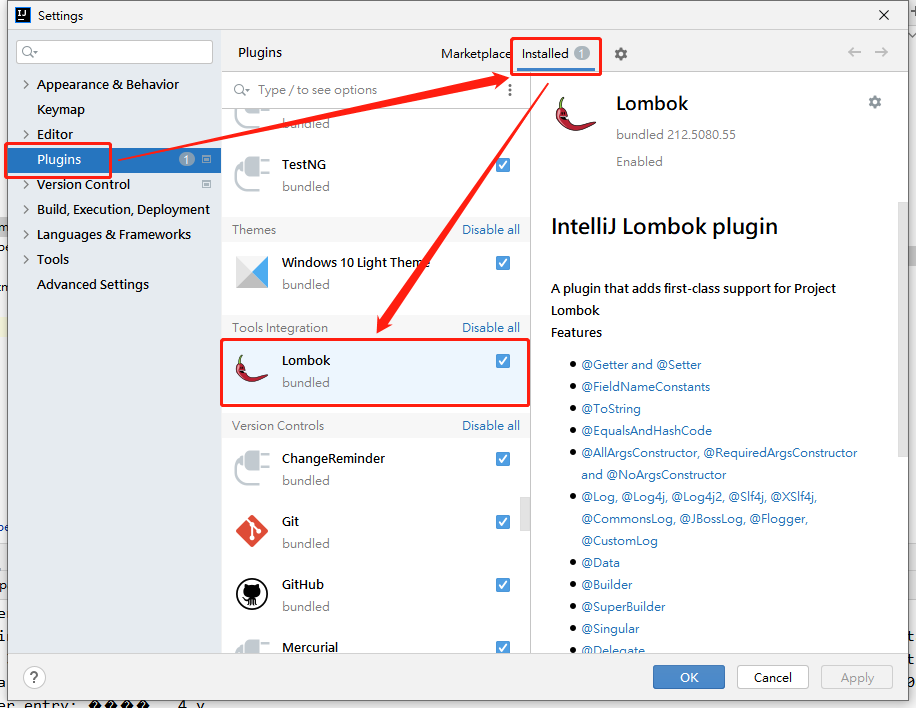 Settings
Appearance & Behavior
Keymap
Editor
Plugins 1
Version Control
Build, Execution, Deployment
Languages & Frameworks
Tools
Advanced Settings
Plugins
Marketplace
Installed 1
Type / to see options
bundled
TestNG
bundled
Themes Disable all
Windows 10 Light Theme
bundled
Tools Integration Disable all
Lombok
bundled
Version Controls Disable all
ChangeReminder
bundled
Git
bundled
GitHub
bundled
Mercurial
Lombok
bundled 212.5080.55
Enabled
IntelliJ Lombok plugin
A plugin that adds first-class support for Project
Lombok
Features
@Getter and @Setter
@FieldNameConstants
@ToString
@EqualsAndHashCode
@AllArgsConstructor, @RequiredArgsConstructor
and @NoArgsConstructor
@Log, @Log4j, @Log4j2, @Slf4j, @XSlf4j,
@CommonsLog, @JBossLog, @Flogger,
@CustomLog
@Data
@Builder
@SuperBuilder
@Singular
@Delegate
?
OK
Cancel
Apply
er entry: ���� 4 y